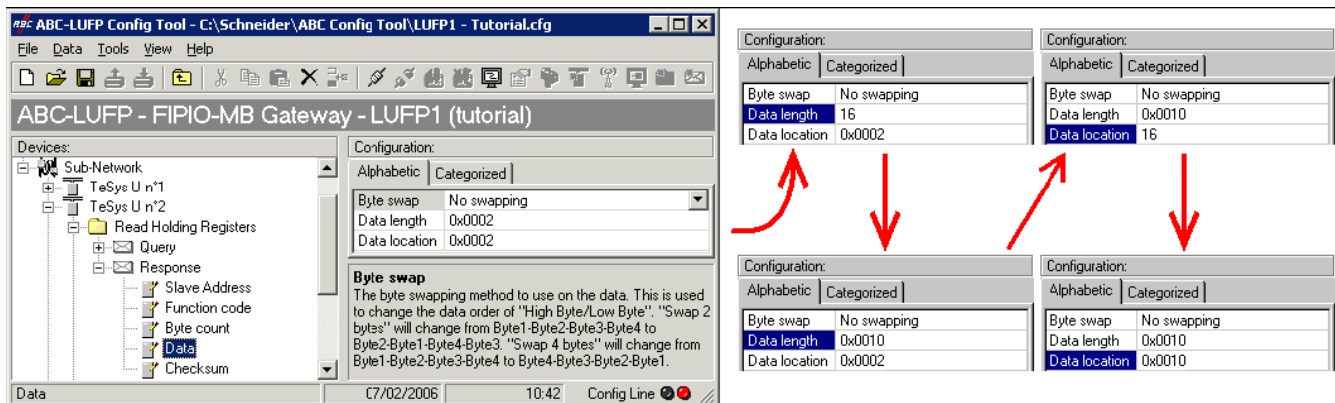 ABC-LUFP Config Tool - C:\Schneider\ABC Config Tool\LUFP1 - Tutorial.cfg
File Data Tools View Help
ABC-LUFP - FIPIO-MB Gateway - LUFP1 (tutorial)
Devices:
Sub-Network
TeSys U n°1
TeSys U n°2
Read Holding Registers
Query
Response
Slave Address
Function code
Byte count
Data
Checksum
Configuration:
Alphabetic Categorized
Byte swap No swapping
Data length 0x0002
Data location 0x0002
Byte swap
The byte swapping method to use on the data. This is used
to change the data order of "High Byte/Low Byte". "Swap 2
bytes" will change from Byte1-Byte2-Byte3-Byte4 to
Byte2-Byte1-Byte4-Byte3. "Swap 4 bytes" will change from
Byte1-Byte2-Byte3-Byte4 to Byte4-Byte3-Byte2-Byte1.
Data 07/02/2006 10:42 Config Line
Configuration:
Alphabetic Categorized
Byte swap No swapping
Data length 16
Data location 0x0002
Configuration:
Alphabetic Categorized
Byte swap No swapping
Data length 0x0010
Data location 0x0002
Configuration:
Alphabetic Categorized
Byte swap No swapping
Data length 0x0010
Data location 16
Configuration:
Alphabetic Categorized
Byte swap No swapping
Data length 0x0010
Data location 0x0010